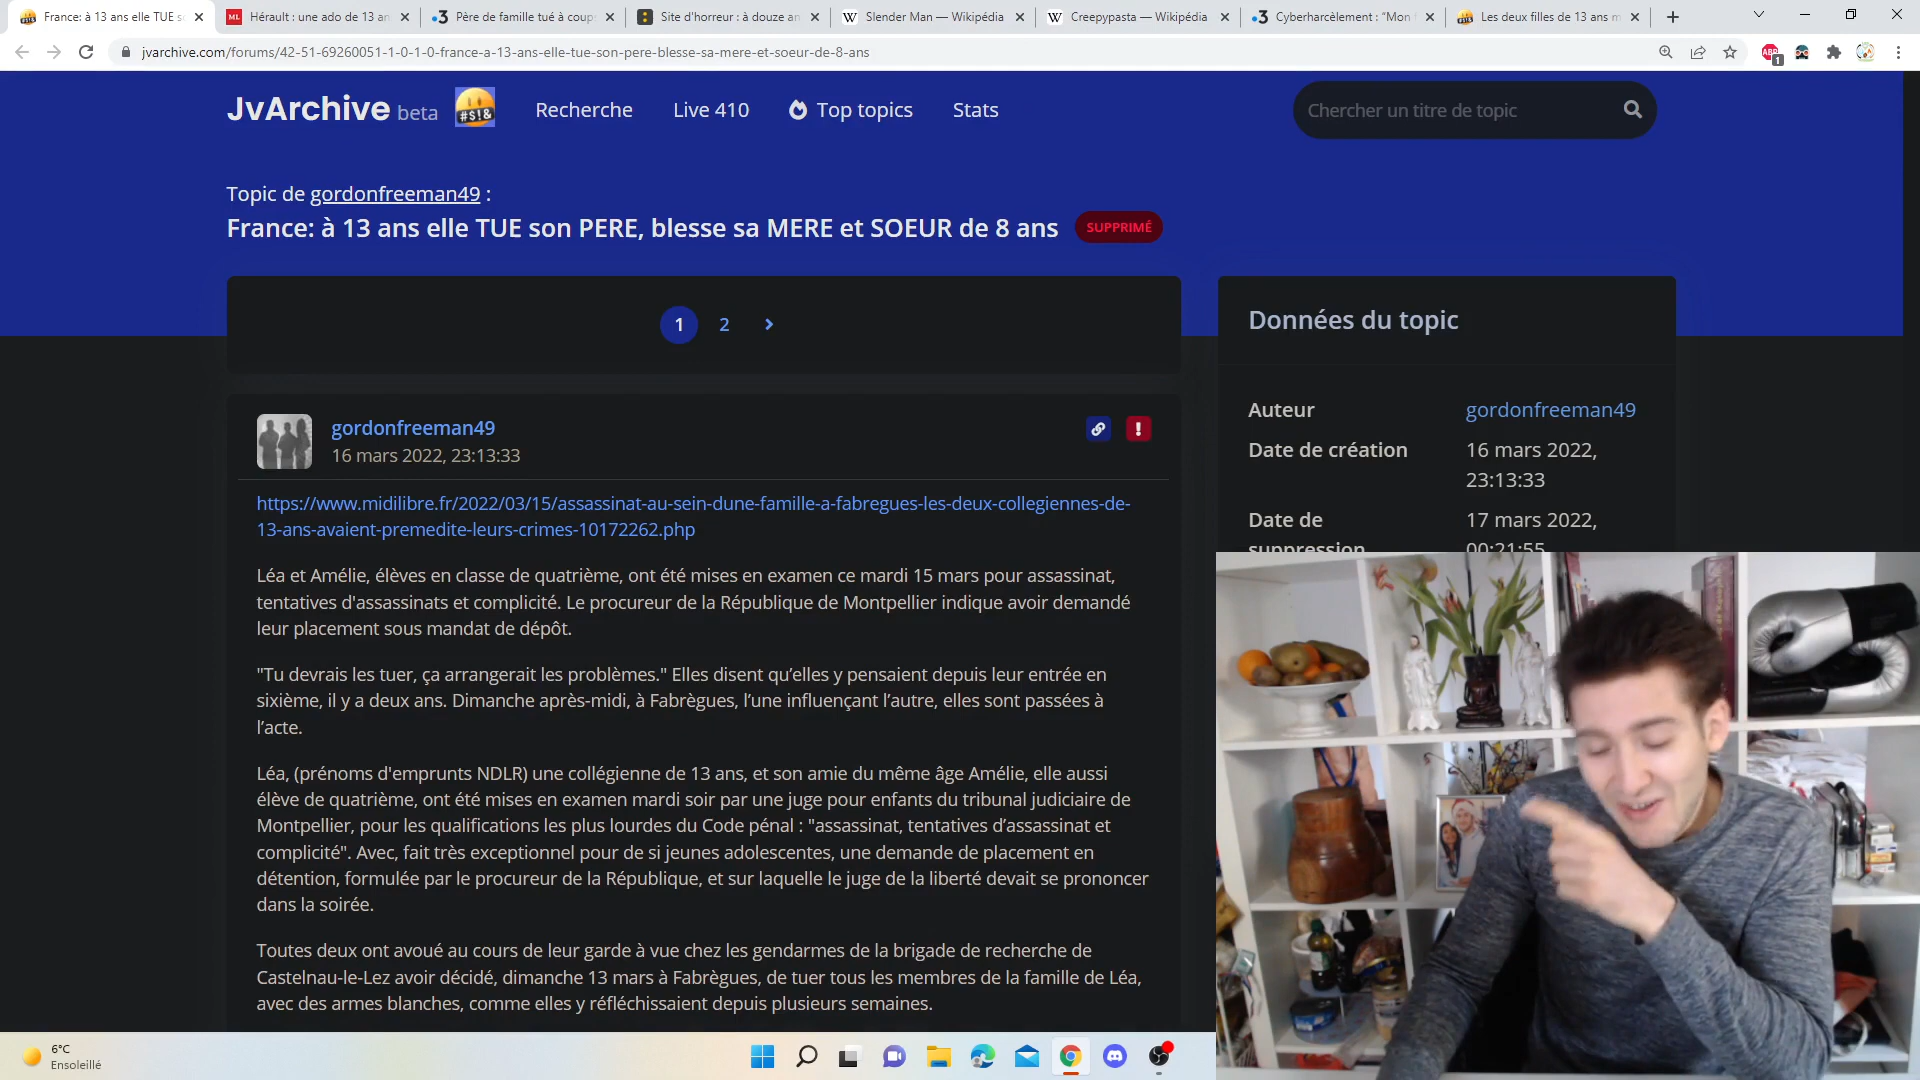 France: à 13 ans elle TUE so
Hérault : une ado de 13 an
Père de famille tué à coup
Site d'horreur : à douze an
Slender Man — Wikipédia
Creepypasta — Wikipédia
Cyberharcèlement : "Mon f
Les deux filles de 13 ans m
jvarchive.com/forums/42-51-69260051-1-0-1-0-france-a-13-ans-elle-tue-son-pere-blesse-sa-mere-et-soeur-de-8-ans
JvArchive beta
#$!&
Recherche
Live 410
Top topics
Stats
Chercher un titre de topic
Topic de gordonfreeman49 :
France: à 13 ans elle TUE son PERE, blesse sa MERE et SOEUR de 8 ans
SUPPRIMÉ
1 2
Données du topic
gordonfreeman49
16 mars 2022, 23:13:33
Auteur
gordonfreeman49
Date de création
16 mars 2022,
23:13:33
Date de
suppression
17 mars 2022,
00:21:55
https://www.midilibre.fr/2022/03/15/assassinat-au-sein-dune-famille-a-fabregues-les-deux-collegiennes-de-
13-ans-avaient-premedite-leurs-crimes-10172262.php
Léa et Amélie, élèves en classe de quatrième, ont été mises en examen ce mardi 15 mars pour assassinat,
tentatives d'assassinats et complicité. Le procureur de la République de Montpellier indique avoir demandé
leur placement sous mandat de dépôt.
"Tu devrais les tuer, ça arrangerait les problèmes." Elles disent qu'elles y pensaient depuis leur entrée en
sixième, il y a deux ans. Dimanche après-midi, à Fabrègues, l'une influençant l'autre, elles sont passées à
l'acte.
Léa, (prénoms d'emprunts NDLR) une collégienne de 13 ans, et son amie du même âge Amélie, elle aussi
élève de quatrième, ont été mises en examen mardi soir par une juge pour enfants du tribunal judiciaire de
Montpellier, pour les qualifications les plus lourdes du Code pénal : "assassinat, tentatives d'assassinat et
complicité". Avec, fait très exceptionnel pour de si jeunes adolescentes, une demande de placement en
détention, formulée par le procureur de la République, et sur laquelle le juge de la liberté devait se prononcer
dans la soirée.
Toutes deux ont avoué au cours de leur garde à vue chez les gendarmes de la brigade de recherche de
Castelnau-le-Lez avoir décidé, dimanche 13 mars à Fabrègues, de tuer tous les membres de la famille de Léa,
avec des armes blanches, comme elles y réfléchissaient depuis plusieurs semaines.
6°C
Ensoleillé